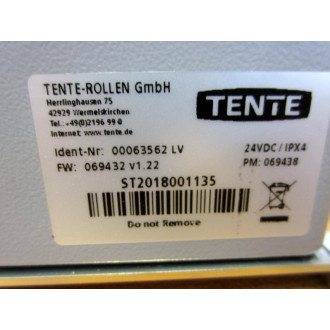 TENTE-ROLLEN GmbH
Herrlinghausen 75
42929 Wermelskirchen
Tel.:+49(0)2196 99 0
Internet: www.tente.de
TENTE
Ident-Nr: 00063562 LV
24VDC / IPX4
FW: 069432 v1.22
PM: 069438
ST2018001135
Do not Remove